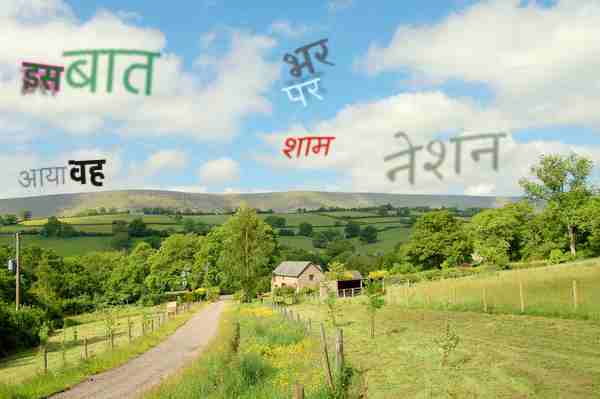 इस बात
भर
पर
शाम
नेशन
आया वह